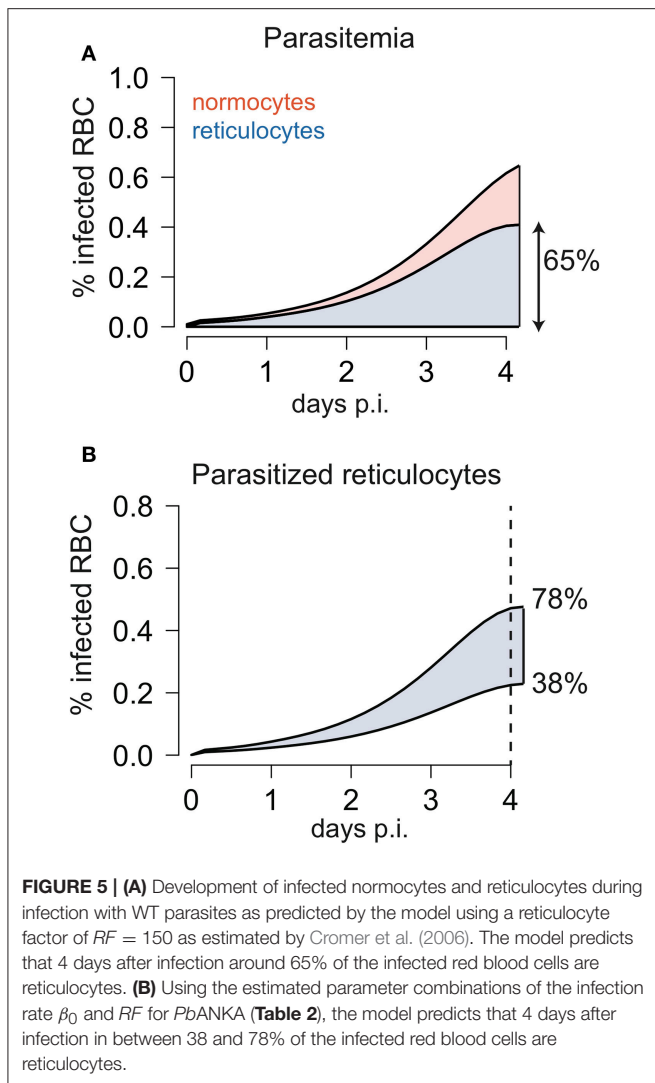 Parasitemia
A
1.0
0.8
0.6
0.4
0.2
0.0
% infected RBC
normocytes
reticulocytes
65%
0 1 2 3 4
days p.i.
B
Parasitized reticulocytes
0.8
0.6
0.4
0.2
0.0
% infected RBC
78%
38%
0 1 2 3 4
days p.i.
FIGURE 5 | (A) Development of infected normocytes and reticulocytes during
infection with WT parasites as predicted by the model using a reticulocyte
factor of RF = 150 as estimated by Cromer et al. (2006). The model predicts
that 4 days after infection around 65% of the infected red blood cells are
reticulocytes. (B) Using the estimated parameter combinations of the infection
rate β0 and RF for PbANKA (Table 2), the model predicts that 4 days after
infection in between 38 and 78% of the infected red blood cells are
reticulocytes.